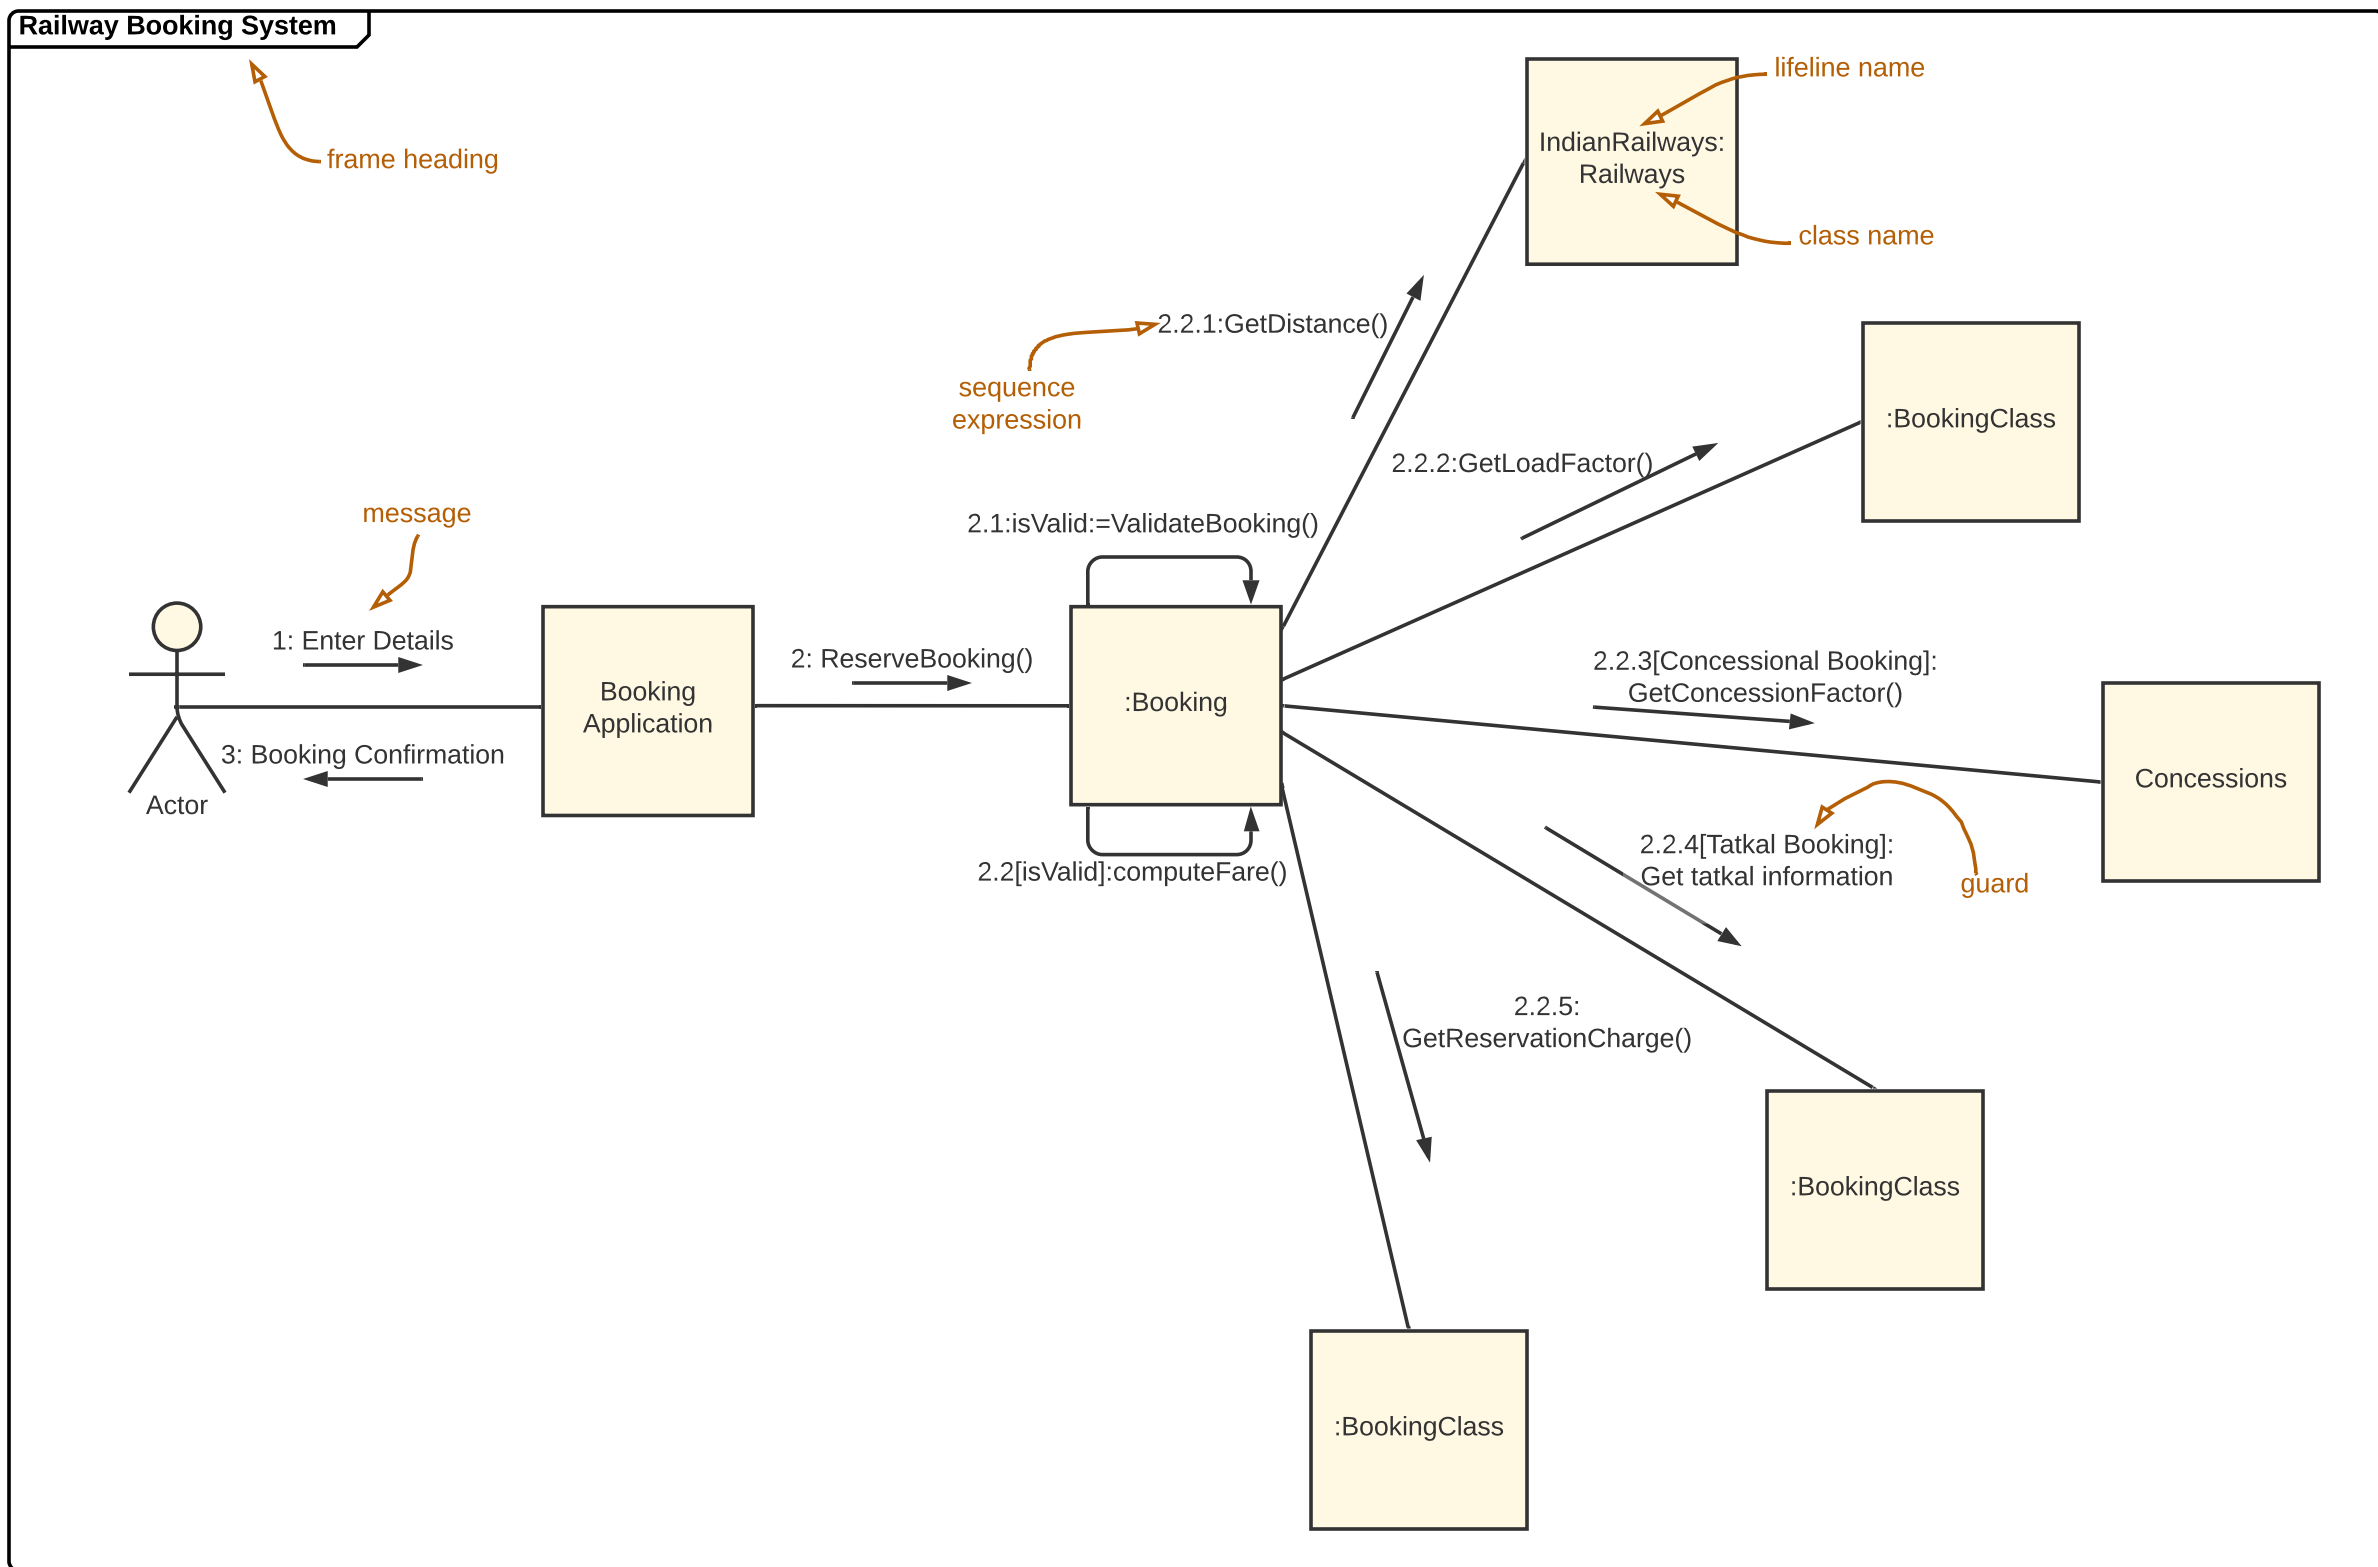 Railway Booking System
lifeline name
IndianRailways:
Railways
frame heading
class name
2.2.1:GetDistance()
sequence
expression
:BookingClass
2.2.2:GetLoadFactor()
message
2.1:isValid:=ValidateBooking()
1: Enter Details
2: ReserveBooking()
2.2.3[Concessional Booking]:
GetConcessionFactor()
Booking
Application
:Booking
3: Booking Confirmation
Concessions
Actor
2.2.4[Tatkal Booking]:
Get tatkal information
guard
2.2[isValid]:computeFare()
2.2.5:
GetReservationCharge()
:BookingClass
:BookingClass